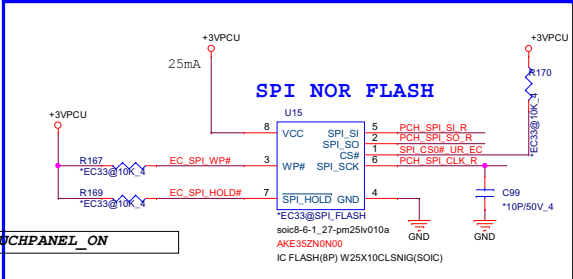 +3VPCU
+3VPCU
25mA
R170
SPI NOR FLASH
*EC33@10K_4
+3VPCU
U15
8
VCC
SPI_SI
5
PCH_SPI_SI_R
SPI_SO
2
PCH_SPI_SO_R
CS#
1
SPI_CS0#_UR_EC
R167
EC_SPI_WP#
3
WP#
SPI_SCK
6
PCH_SPI_CLK_R
*EC33@10K_4
R169
EC_SPI_HOLD#
7
SPI_HOLD
GND
4
*EC33@10K_4
C99
*10P/50V_4
*EC33@SPI_FLASH
soic8-6-1_27-pm25lv010a
GND
GND
UCHPANEL_ON
AKE35ZN0N00
IC FLASH(8P) W25X10CLSNIG(SOIC)